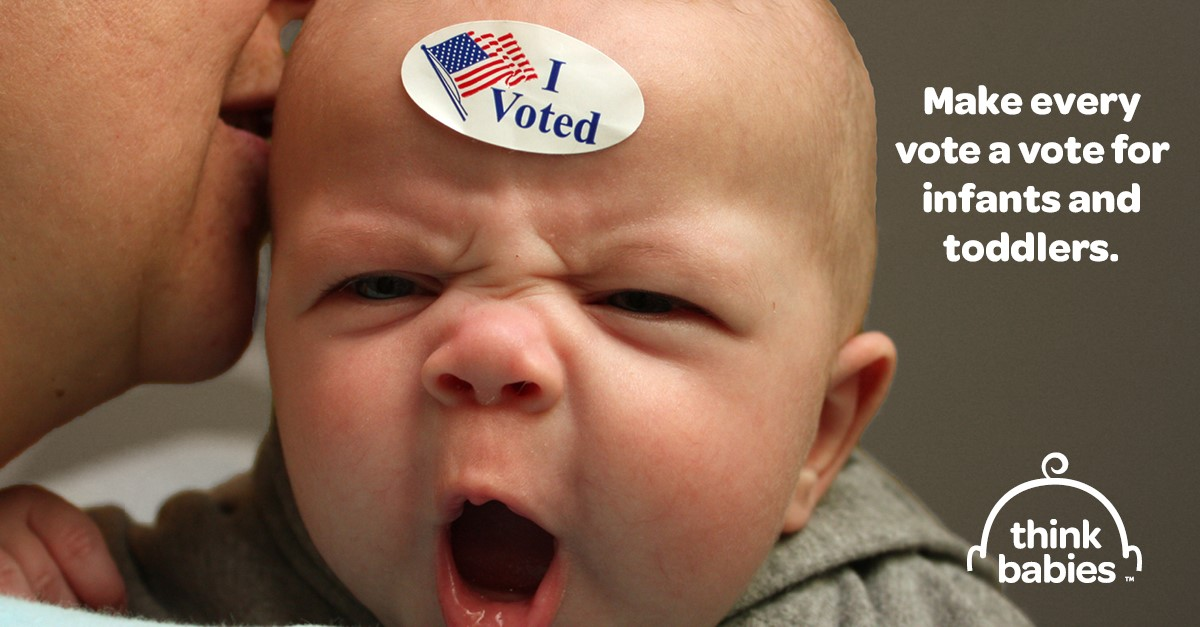 I
Voted
Make every
vote a vote for
infants and
toddlers.
think
babies ™